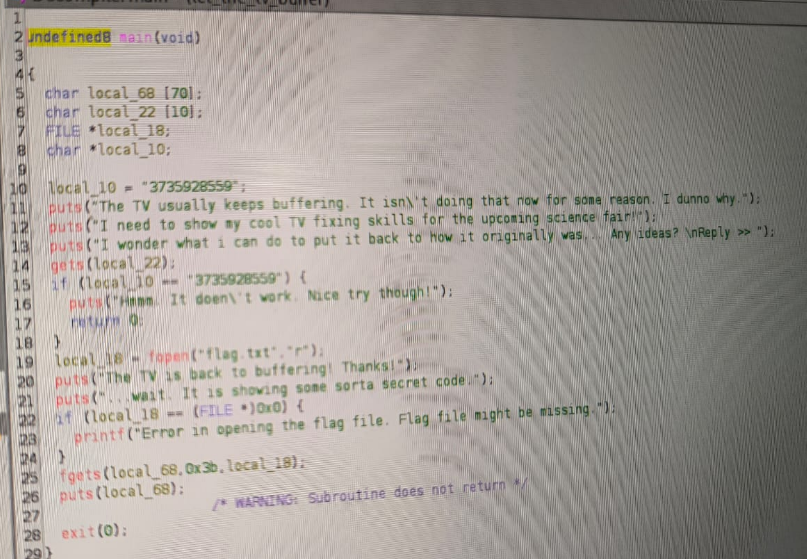 1
2 undefined8 main(void)
3
4 {
5 char local_68 [70];
6 char local_22 [10];
7 FILE *local_18;
8 char *local_10;
9
10 local_10 = "3735928559";
11 puts("The TV usually keeps buffering. It isn\'t doing that now for some reason. I dunno why.");
12 puts("I need to show my cool TV fixing skills for the upcoming science fair!");
13 puts("I wonder what i can do to put it back to how it originally was... Any ideas? \nReply >> ");
14 gets(local_22);
15 if (local_10 == "3735928559") {
16 puts("Hmmm. It doen\'t work. Nice try though!");
17 return 0;
18 }
19 local_18 = fopen("flag.txt","r");
20 puts("The TV is back to buffering! Thanks!");
21 puts("...wait. It is showing some sorta secret code.");
22 if (local_18 == (FILE *)0x0) {
23 printf("Error in opening the flag file. Flag file might be missing.");
24 }
25 fgets(local_68,0x3b,local_18);
26 puts(local_68);
27 /* WARNING: Subroutine does not return */
28 exit(0);
29 }